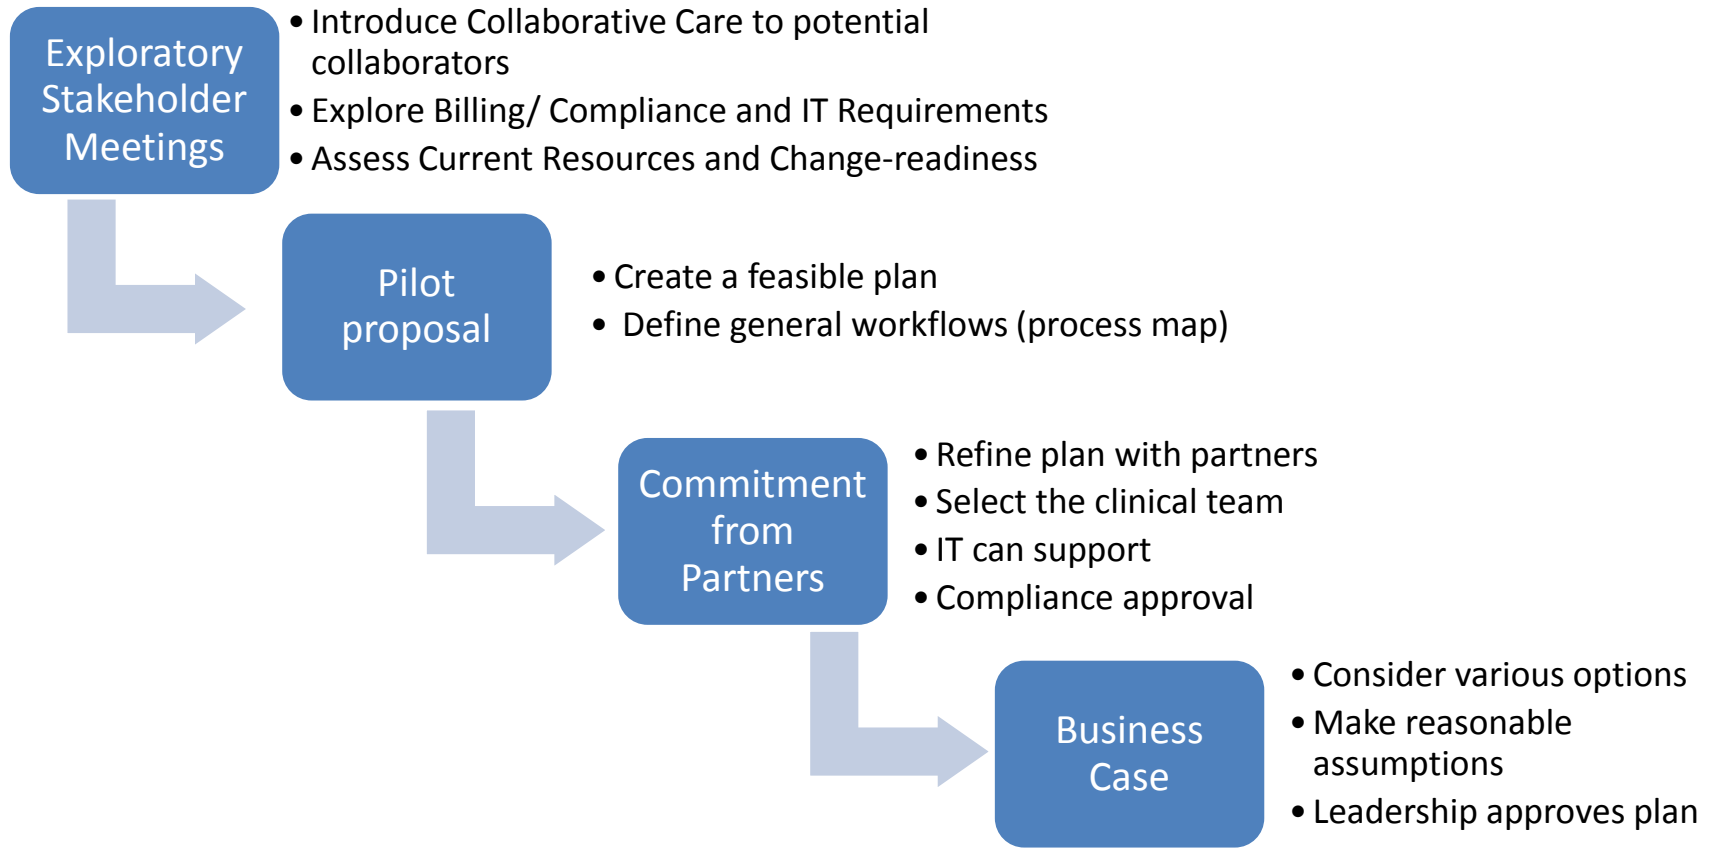 Exploratory
Stakeholder
Meetings
• Introduce Collaborative Care to potential
collaborators
• Explore Billing/ Compliance and IT Requirements
• Assess Current Resources and Change-readiness
Pilot
proposal
• Create a feasible plan
• Define general workflows (process map)
Commitment
from
Partners
• Refine plan with partners
• Select the clinical team
• IT can support
• Compliance approval
Business
Case
• Consider various options
• Make reasonable
assumptions
• Leadership approves plan